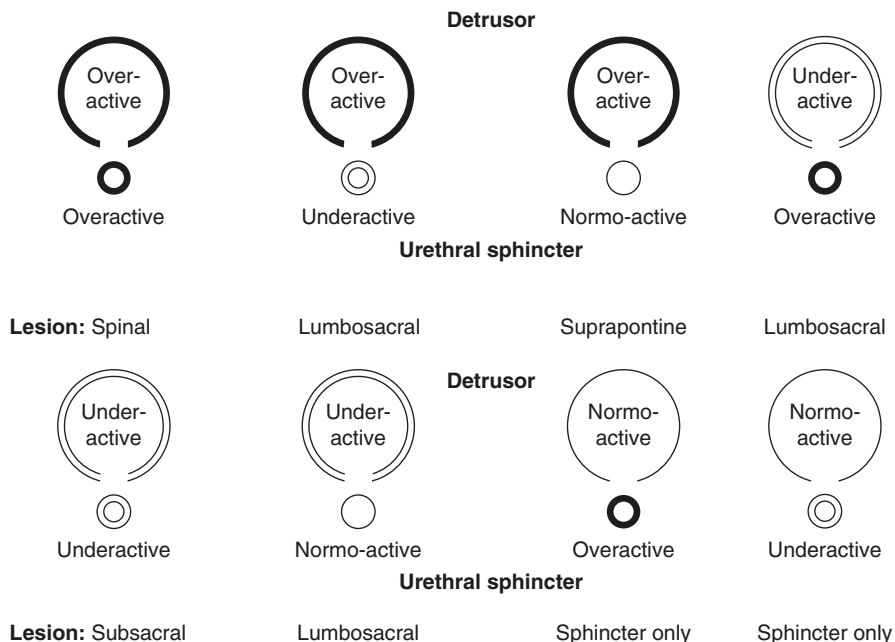 Detrusor
Over-
active
Over-
active
Over-
active
Under-
active
Overactive
Underactive
Normo-active
Overactive
Urethral sphincter
Lesion: Spinal
Lumbosacral
Suprapontine
Lumbosacral
Detrusor
Under-
active
Under-
active
Normo-
active
Normo-
active
Underactive
Normo-active
Overactive
Underactive
Urethral sphincter
Lesion: Subsacral
Lumbosacral
Sphincter only
Sphincter only